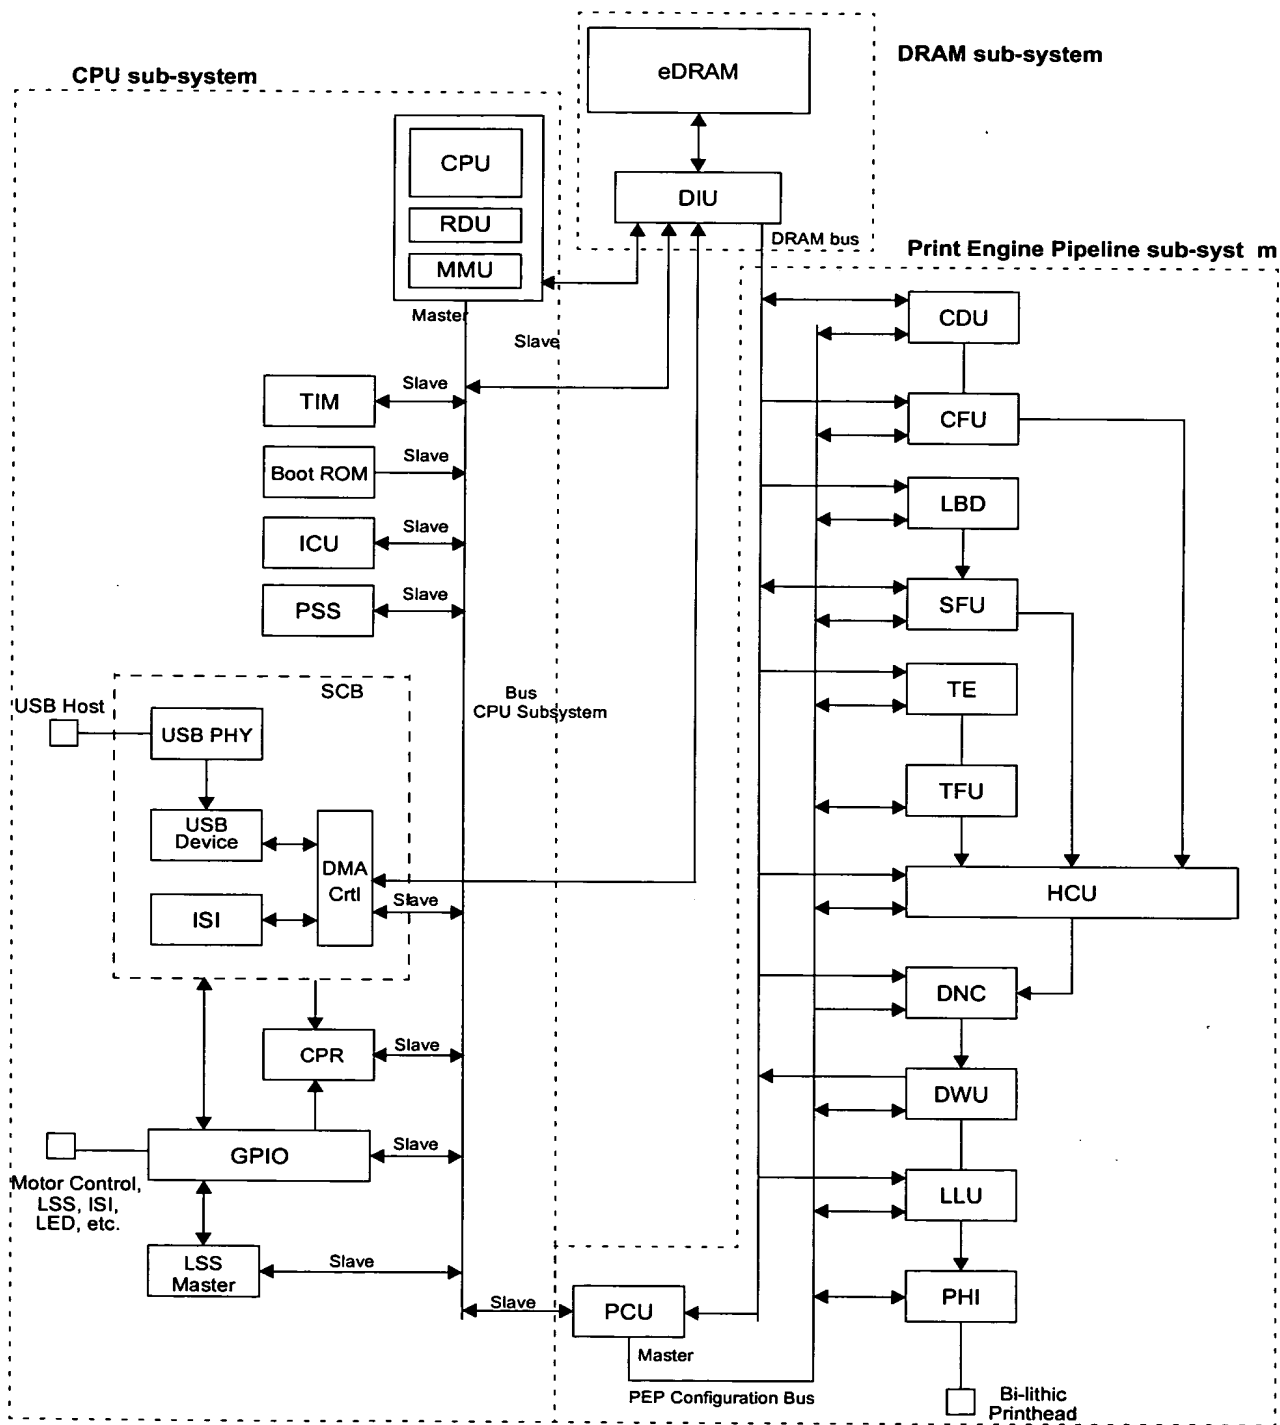 DRAM sub-system
CPU sub-system
eDRAM
CPU
RDU
MMU
DIU
DRAM bus
Print Engine Pipeline sub-syst m
Master
Slave
CDU
TIM
Slave
CFU
Boot ROM
Slave
LBD
ICU
Slave
PSS
Slave
SFU
SCB
Bus
CPU Subsystem
TE
USB Host
USB PHY
TFU
USB
Device
DMA
Crtl
Slave
ISI
HCU
DNC
CPR
Slave
DWU
GPIO
Slave
Motor Control,
LSS, ISI,
LED, etc.
LLU
LSS
Master
Slave
Slave
PCU
PHI
Master
PEP Configuration Bus
Bi-lithic
Printhead